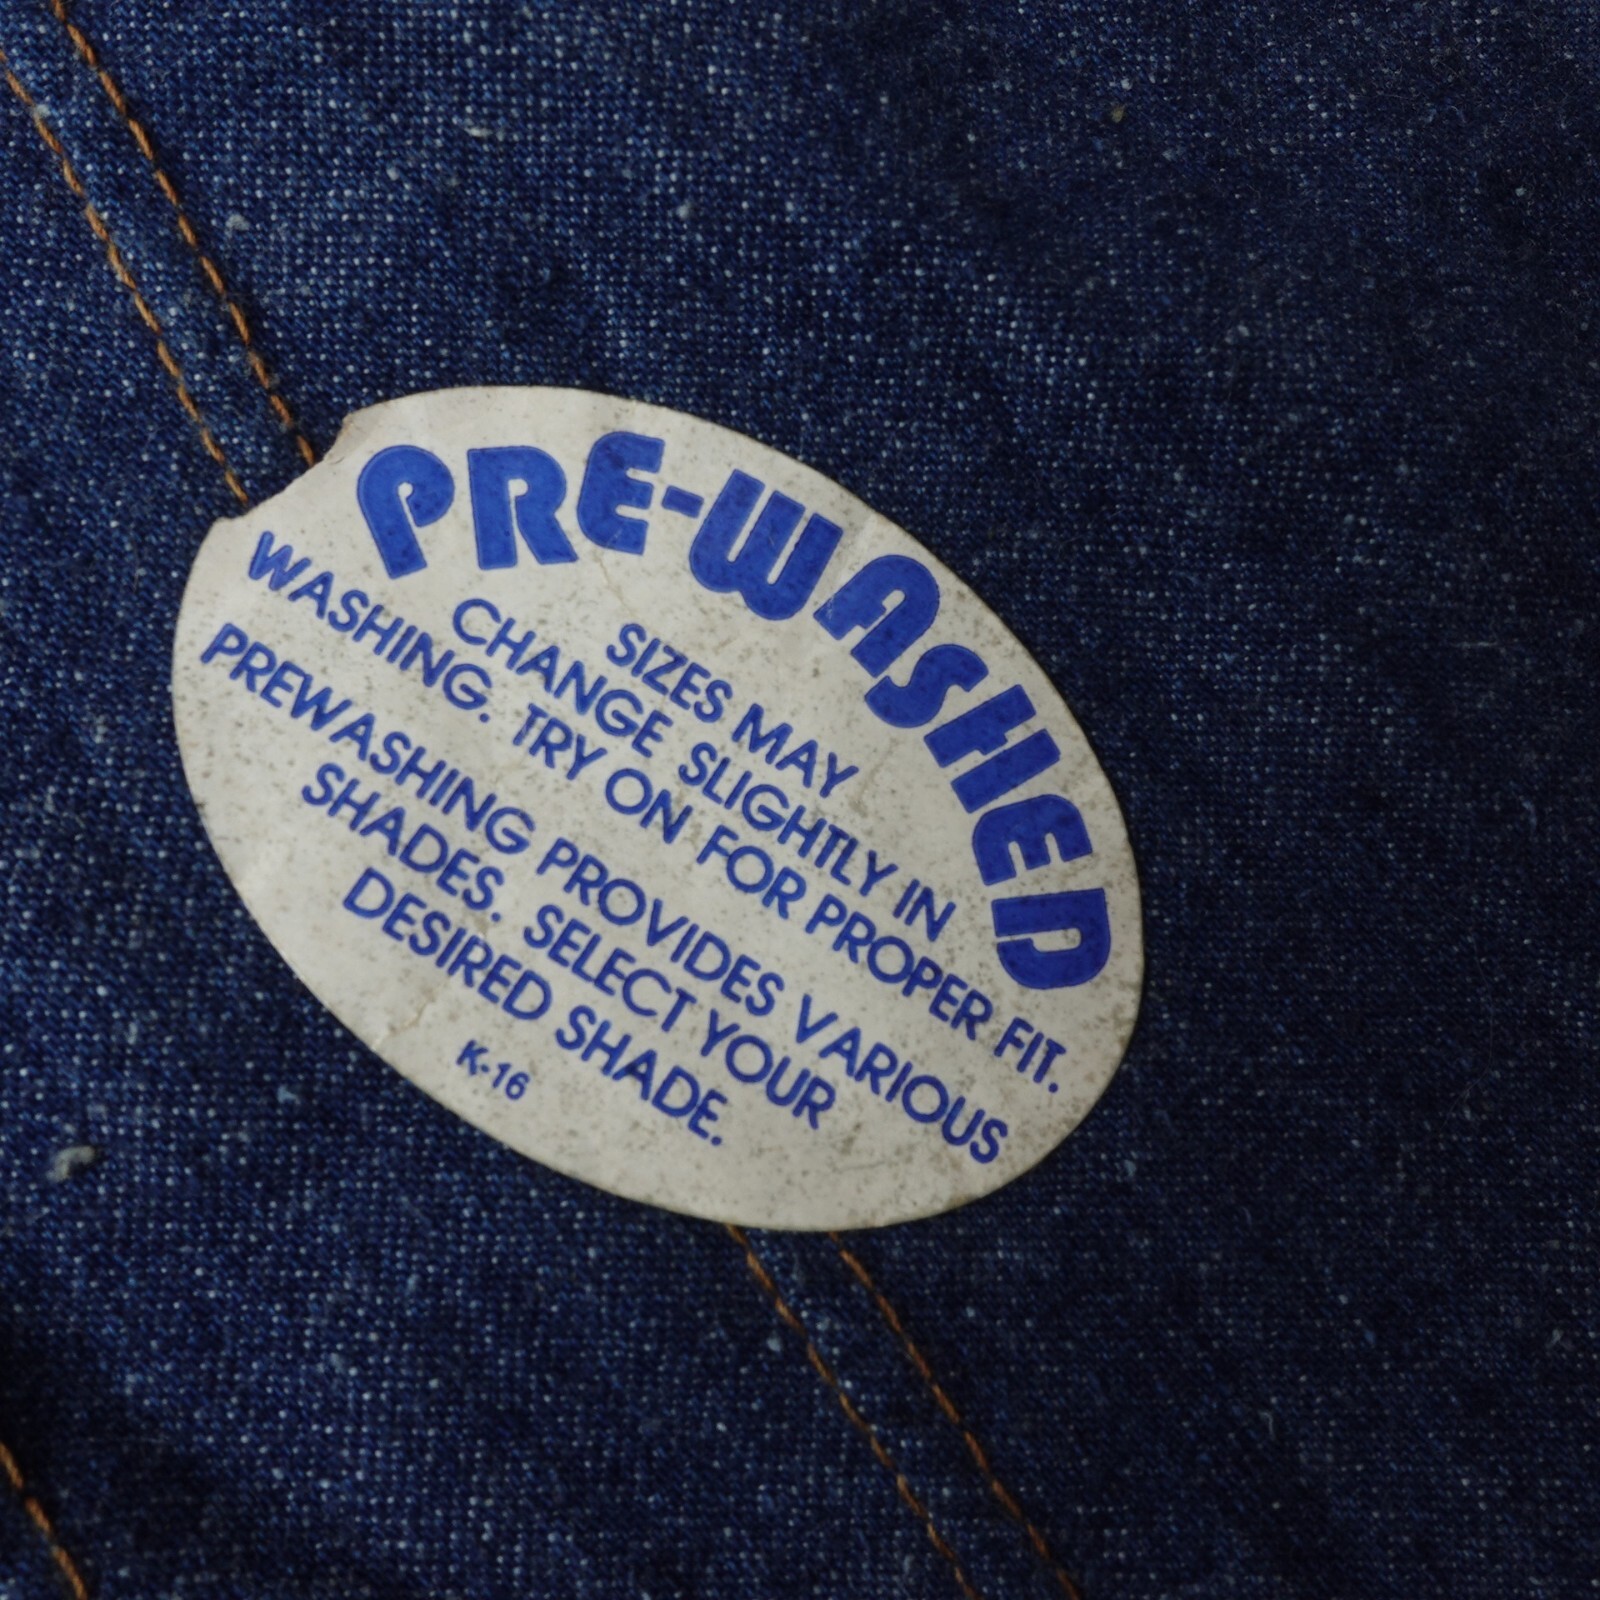 PRE-WASHED
SIZES MAY
CHANGE SLIGHTLY IN
WASHING. TRY ON FOR PROPER FIT.
PREWASHING PROVIDES VARIOUS
SHADES. SELECT YOUR
DESIRED SHADE.
K-16